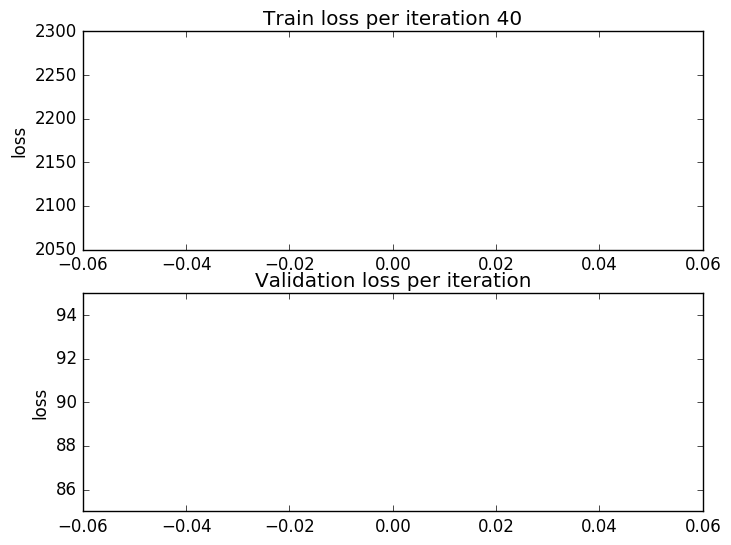 Train loss per iteration 40
2300
2250
2200
2150
2100
2050
loss
−0.06 −0.04 −0.02 0.00 0.02 0.04 0.06
Validation loss per iteration
94
92
90
88
86
loss
−0.06 −0.04 −0.02 0.00 0.02 0.04 0.06